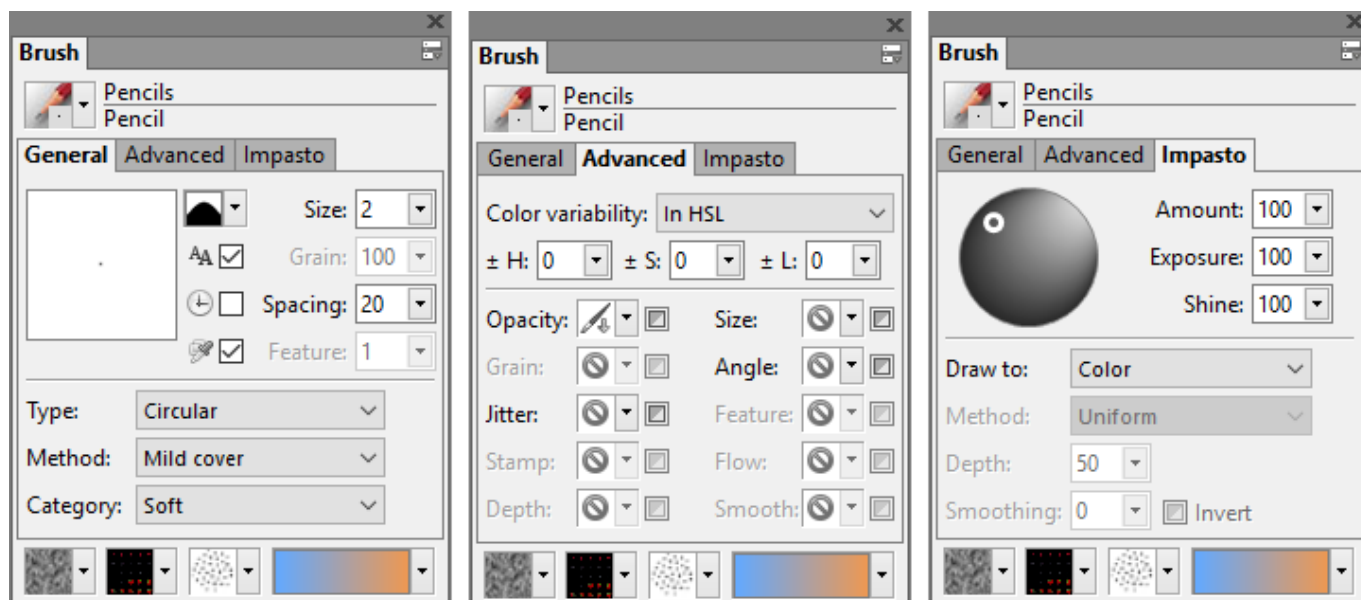 Brush
Pencils
Pencil
General Advanced Impasto
Size: 2
AA Grain: 100
Spacing: 20
Feature: 1
Type: Circular
Method: Mild cover
Category: Soft
Brush
Pencils
Pencil
General Advanced Impasto
Color variability: In HSL
± H: 0 ± S: 0 ± L: 0
Opacity: Size:
Grain: Angle:
Jitter: Feature:
Stamp: Flow:
Depth: Smooth:
Brush
Pencils
Pencil
General Advanced Impasto
Amount: 100
Exposure: 100
Shine: 100
Draw to: Color
Method: Uniform
Depth: 50
Smoothing: 0 Invert